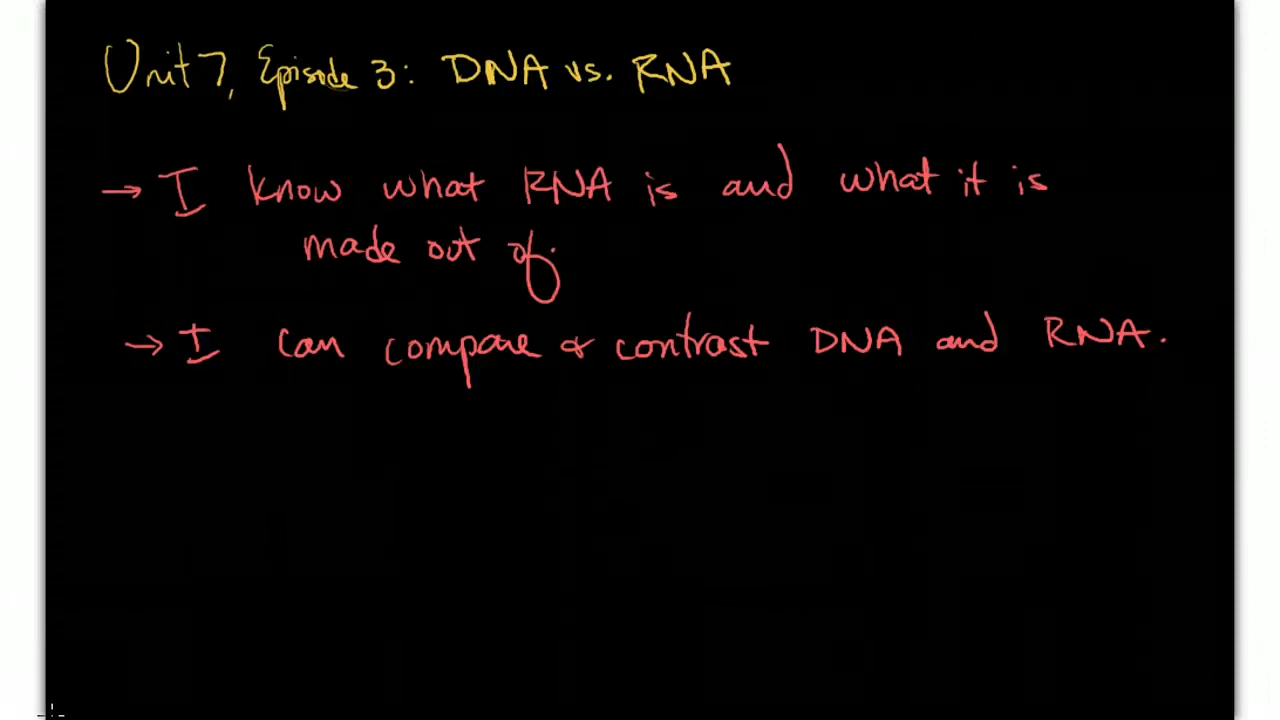 Unit 7, Episode 3: DNA vs. RNA
→ I know what RNA is and what it is
made out of.
→ I can compare & contrast DNA and RNA.